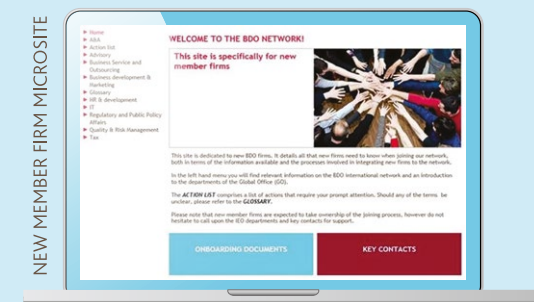 NEW MEMBER FIRM MICROSITE
Home
A&A
Action list
Advisory
Business Service and
Outsourcing
Business development &
Marketing
Glossary
HR & development
IT
Regulatory and Public Policy
Affairs
Quality & Risk Management
Tax
WELCOME TO THE BDO NETWORK!
This site is specifically for new
member firms
This site is dedicated to new BDO firms. It details all that new firms need to know when joining our network,
both in terms of the information available and the processes involved in integrating new firms to the network.
In the left hand menu you will find relevant information on the BDO international network and an introduction
to the departments of the Global Office (GO).
The ACTION LIST comprises a list of actions that require your prompt attention. Should any of the terms be
unclear, please refer to the GLOSSARY.
Please note that new member firms are expected to take ownership of the joining process, however do not
hesitate to call upon the IEO departments and key contacts for support.
ONBOARDING DOCUMENTS
KEY CONTACTS